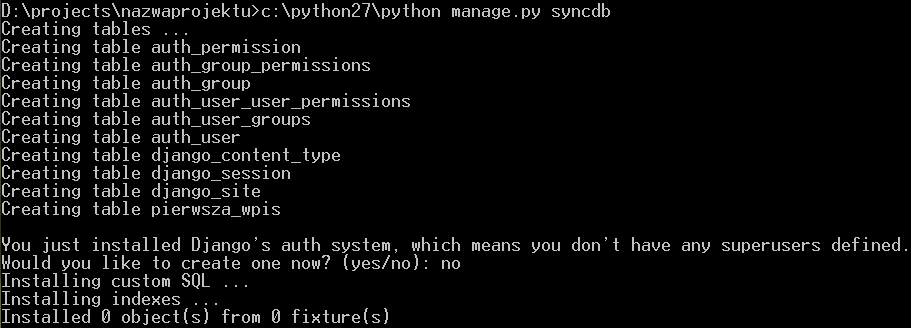 D:\projects\nazwaprojektu>c:\python27\python manage.py syncdb
Creating tables ...
Creating table auth_permission
Creating table auth_group_permissions
Creating table auth_group
Creating table auth_user_user_permissions
Creating table auth_user_groups
Creating table auth_user
Creating table django_content_type
Creating table django_session
Creating table django_site
Creating table pierwsza_wpis
You just installed Django's auth system, which means you don't have any superusers defined.
Would you like to create one now? (yes/no): no
Installing custom SQL ...
Installing indexes ...
Installed 0 object(s) from 0 fixture(s)